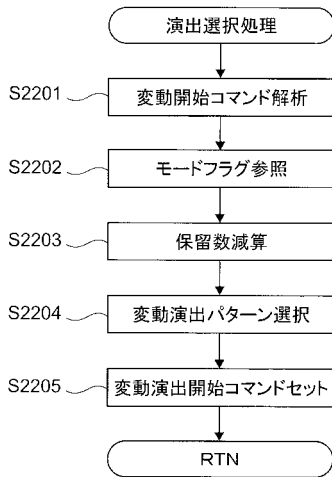 演出選択処理
S2201
変動開始コマンド解析
S2202
モードフラグ参照
S2203
保留数減算
S2204
変動演出パターン選択
S2205
変動演出開始コマンドセット
RTN